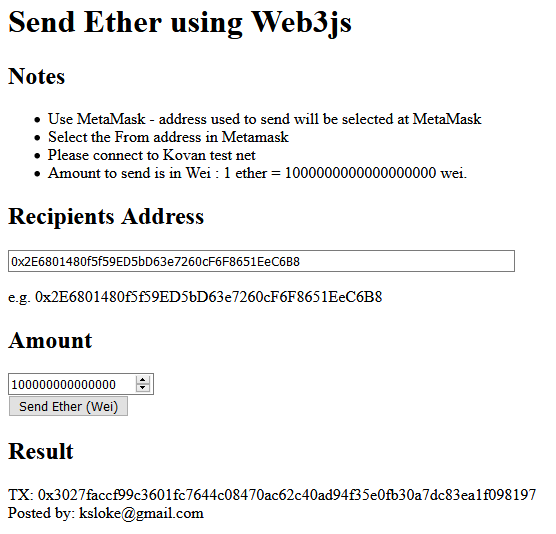 Send Ether using Web3js
Notes
Use MetaMask - address used to send will be selected at MetaMask
Select the From address in Metamask
Please connect to Kovan test net
Amount to send is in Wei : 1 ether = 1000000000000000000 wei.
Recipients Address
0x2E6801480f5f59ED5bD63e7260cF6F8651EeC6B8
e.g. 0x2E6801480f5f59ED5bD63e7260cF6F8651EeC6B8
Amount
100000000000000
Send Ether (Wei)
Result
TX: 0x3027faccf99c3601fc7644c08470ac62c40ad94f35e0fb30a7dc83ea1f098197
Posted by: ksloke@gmail.com